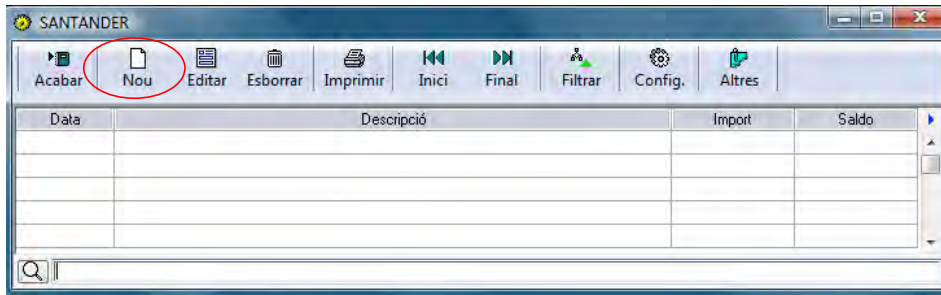 SANTANDER
Acabar Nou Editar Esborrar Imprimir Inici Final Filtrar Config. Altres
Data Descripció Import Saldo